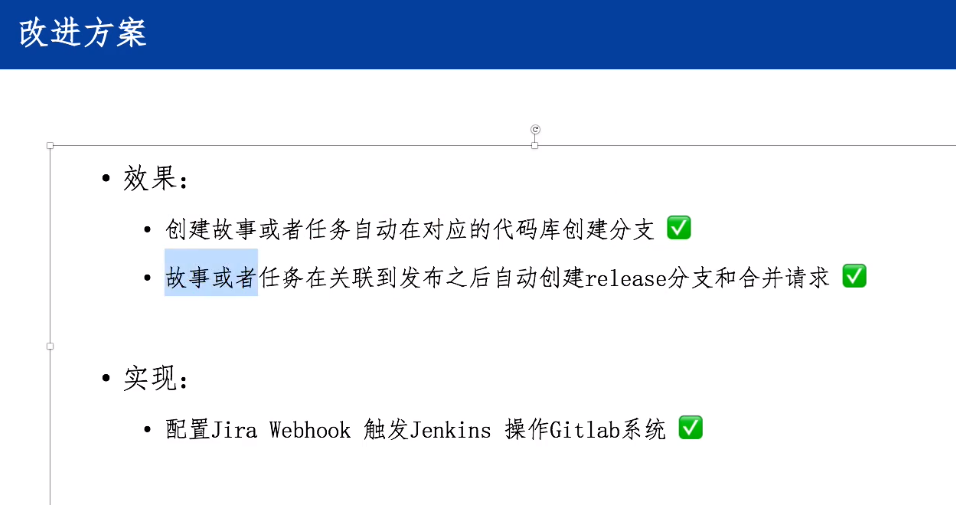 改进方案
• 效果：
• 创建故事或者任务自动在对应的代码库创建分支 ✅
• 故事或者任务在关联到发布之后自动创建release分支和合并请求 ✅
• 实现：
• 配置Jira Webhook 触发Jenkins 操作Gitlab系统 ✅